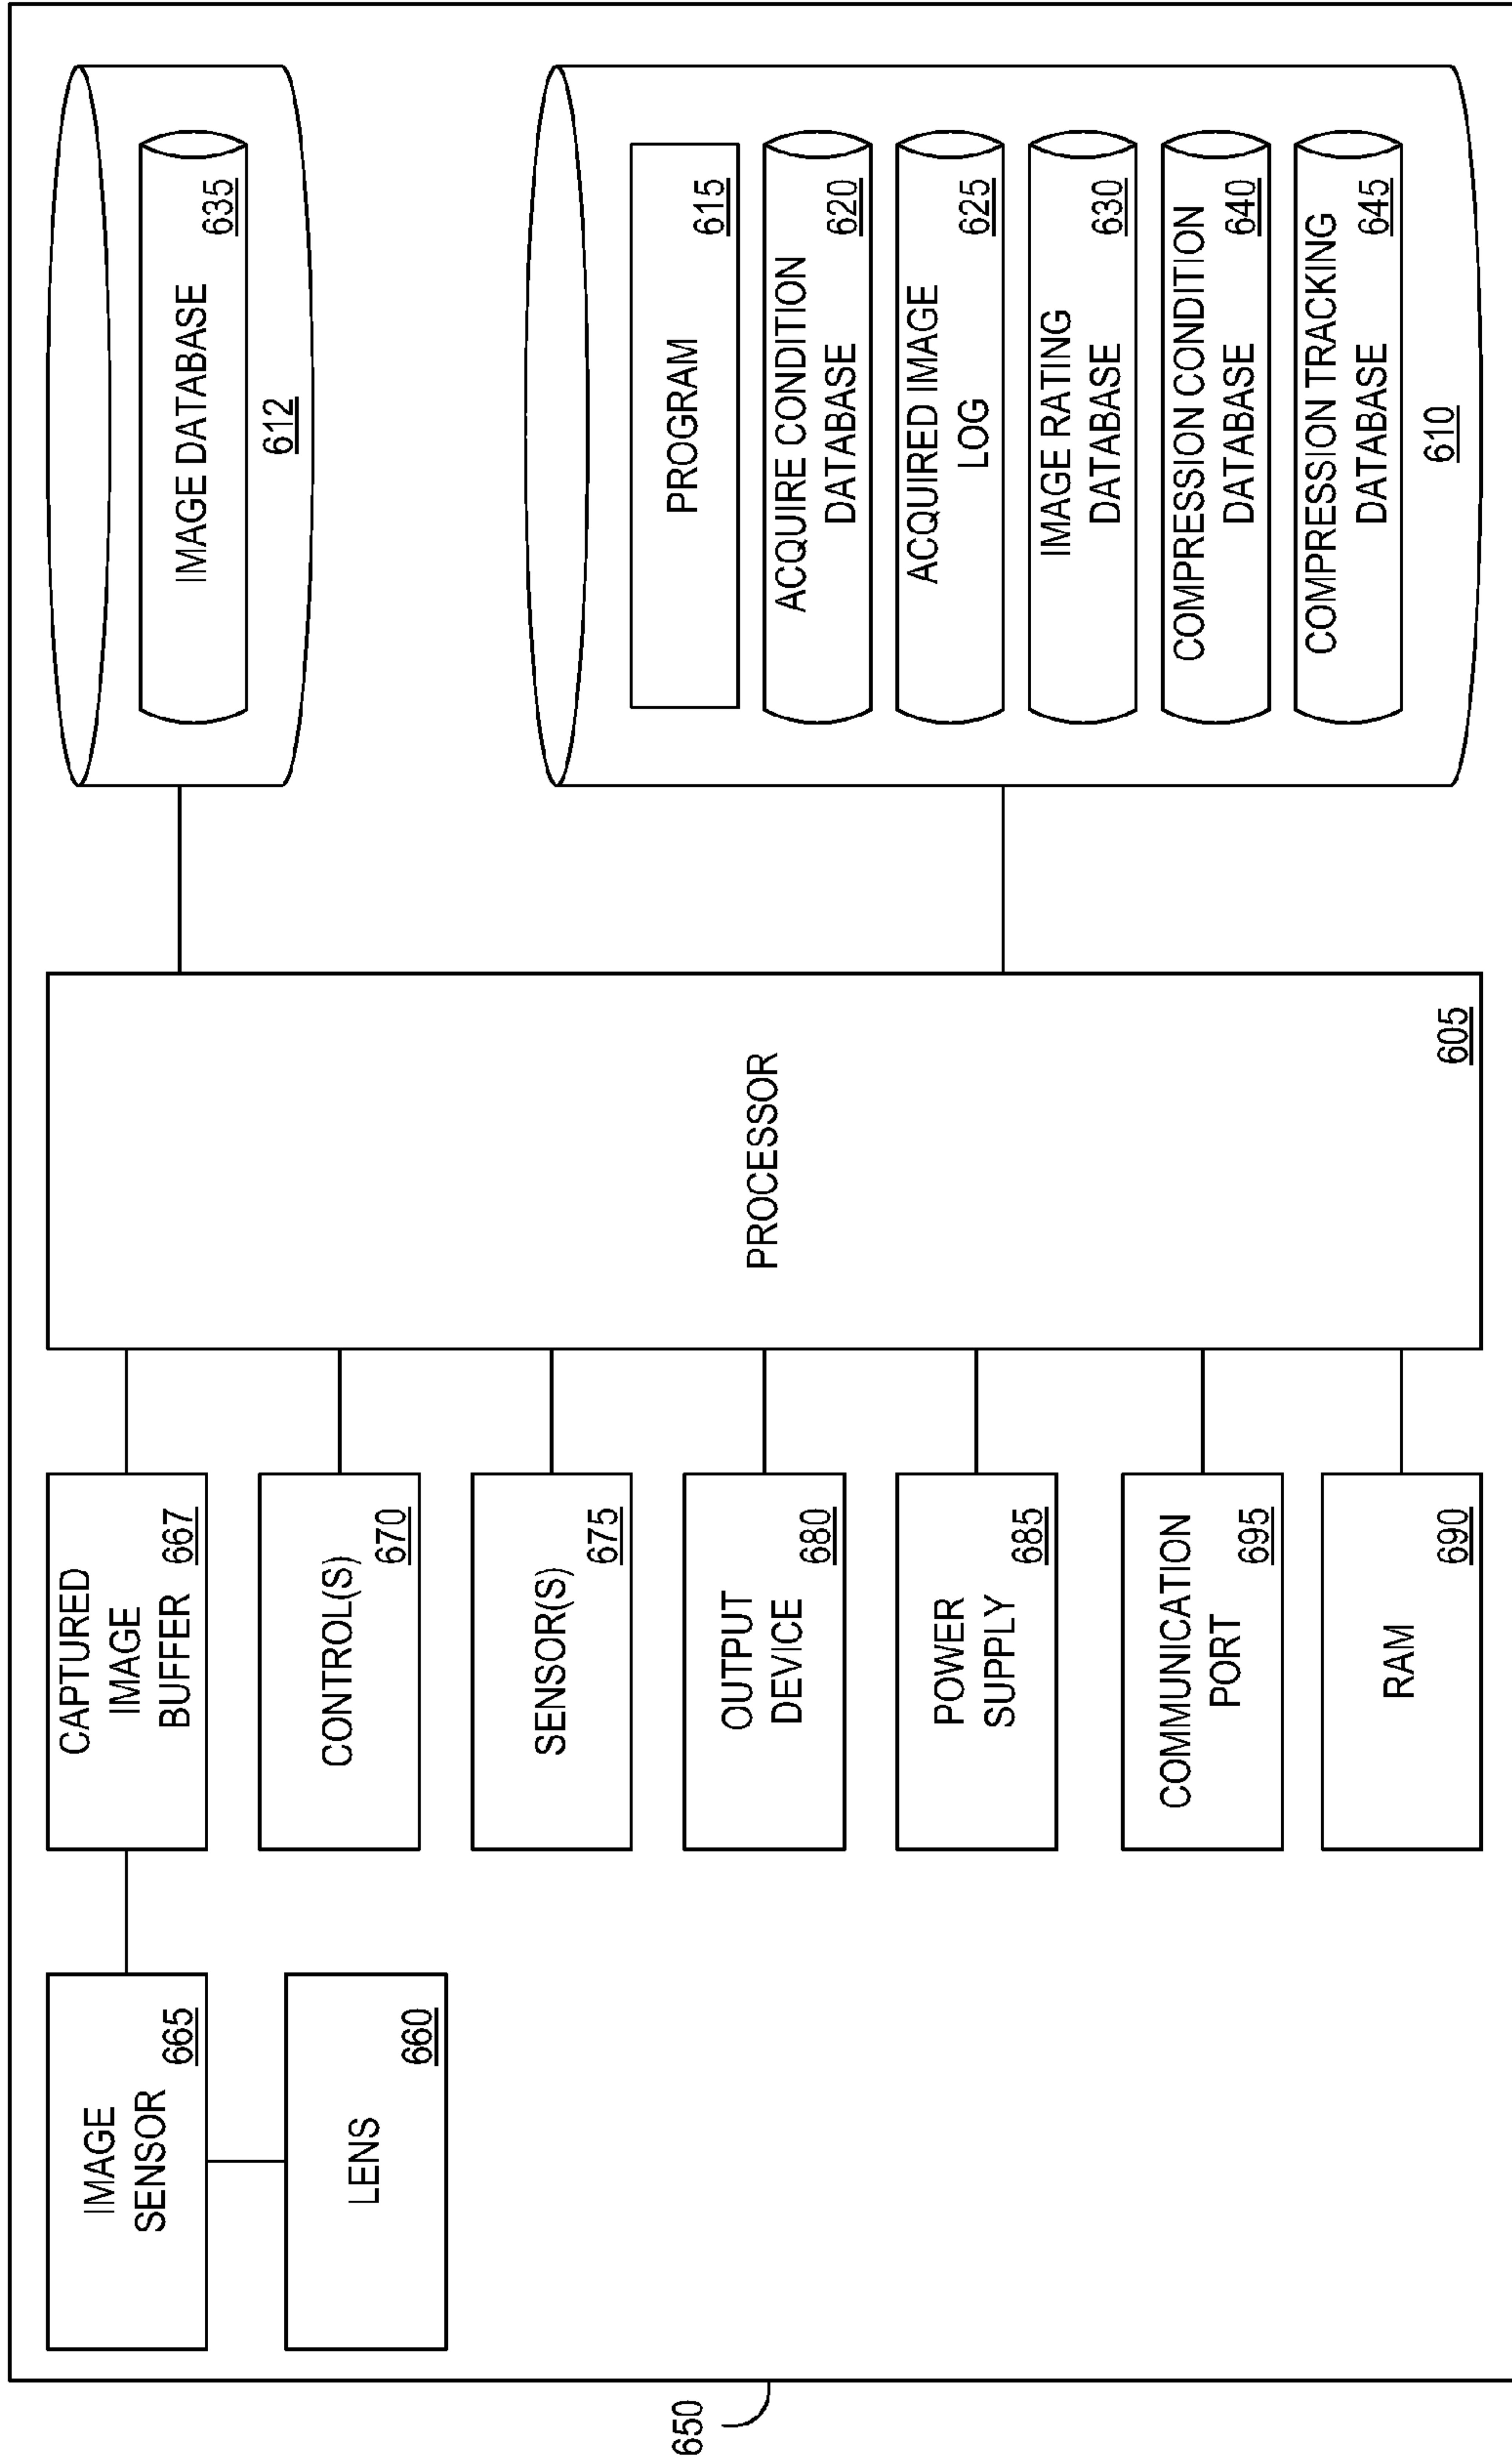 650
IMAGE
SENSOR 665
LENS
660
CAPTURED
IMAGE
BUFFER 667
CONTROL(S)
670
SENSOR(S)
675
OUTPUT
DEVICE 680
POWER
SUPPLY 685
COMMUNICATION
PORT 695
RAM 690
PROCESSOR
605
IMAGE DATABASE 635
612
PROGRAM 615
ACQUIRE CONDITION
DATABASE 620
ACQUIRED IMAGE
LOG 625
IMAGE RATING
DATABASE 630
COMPRESSION CONDITION
DATABASE 640
COMPRESSION TRACKING
DATABASE 645
610